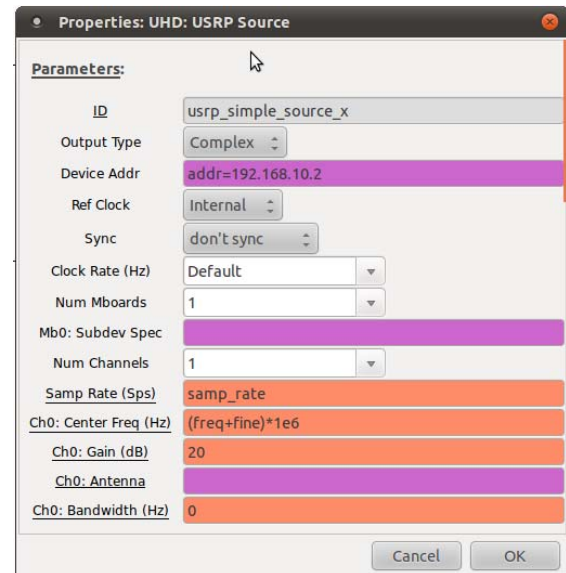 Properties: UHD: USRP Source
Parameters:
ID usrp_simple_source_x
Output Type Complex
Device Addr addr=192.168.10.2
Ref Clock Internal
Sync don't sync
Clock Rate (Hz) Default
Num Mboards 1
Mb0: Subdev Spec
Num Channels 1
Samp Rate (Sps) samp_rate
Ch0: Center Freq (Hz) (freq+fine)*1e6
Ch0: Gain (dB) 20
Ch0: Antenna
Ch0: Bandwidth (Hz) 0
Cancel OK